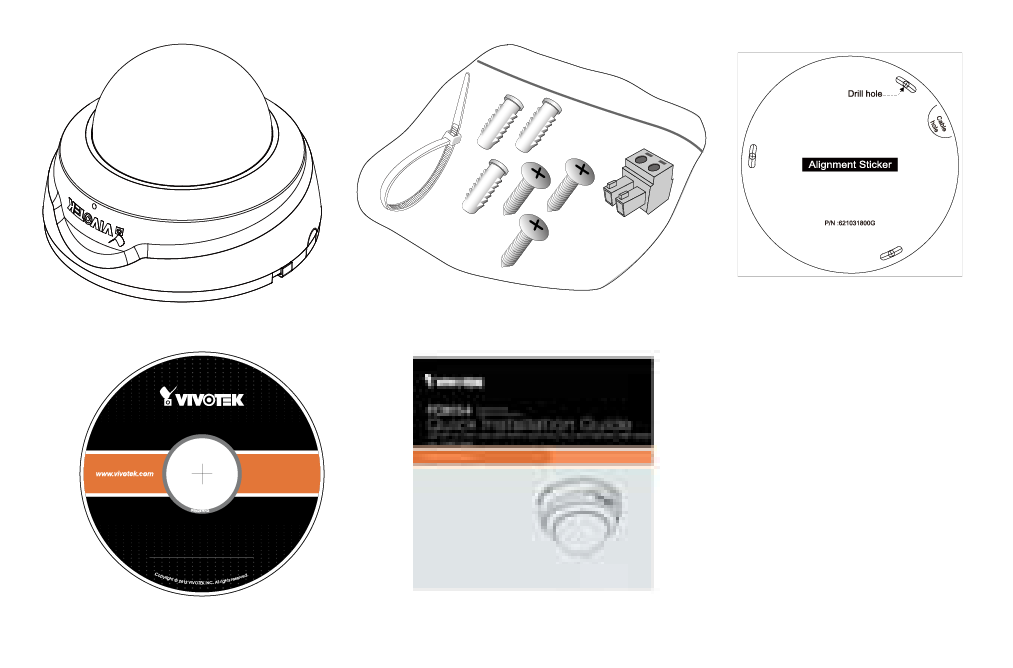 VIVOTEK
Drill hole
Cable
hole
Alignment Sticker
P/N :621031800G
VIVOTEK
www.vivotek.com
Copyright © 2012 VIVOTEK INC. All rights reserved.
VIVOTEK
Quick Installation Guide